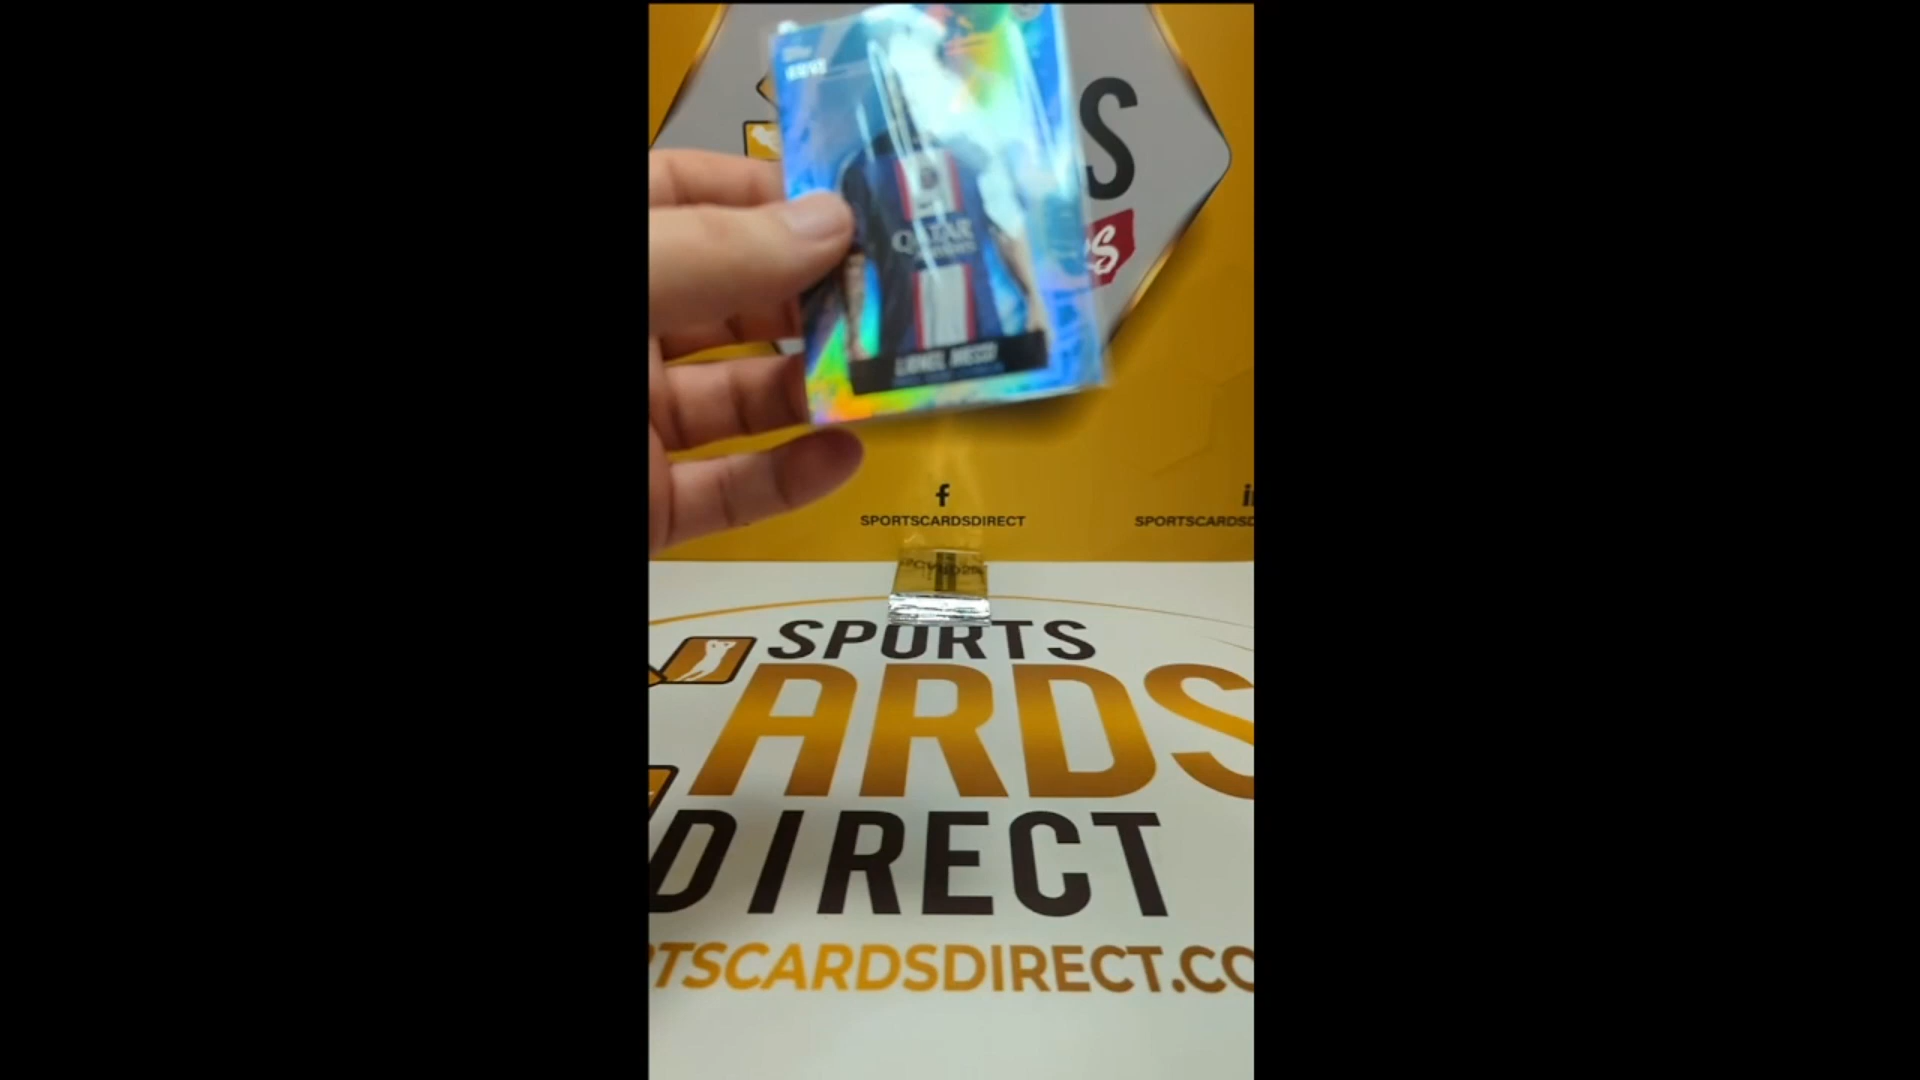 S
S
QATAR
LIONEL MESSI
SPORTSCARDSDIRECT
SPORTSCARDSD
SPORTS
ARDS
DIRECT
RTSCARDSDIRECT.CO